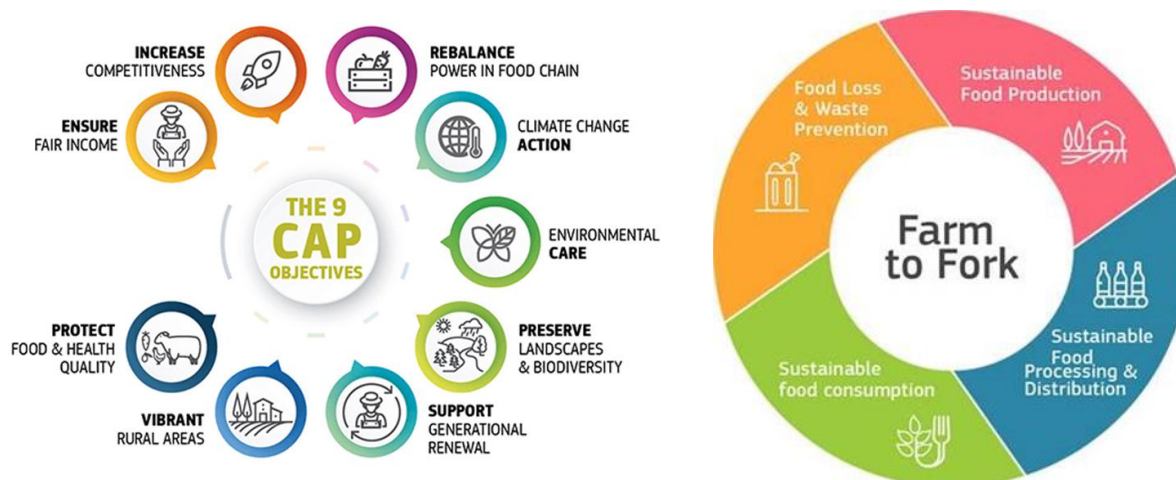 INCREASE
COMPETITIVENESS
REBALANCE
POWER IN FOOD CHAIN
ENSURE
FAIR INCOME
CLIMATE CHANGE
ACTION
THE 9
CAP
OBJECTIVES
ENVIRONMENTAL
CARE
PROTECT
FOOD & HEALTH
QUALITY
PRESERVE
LANDSCAPES
& BIODIVERSITY
VIBRANT
RURAL AREAS
SUPPORT
GENERATIONAL
RENEWAL
Food Loss
& Waste
Prevention
Sustainable
Food Production
Farm
to Fork
Sustainable
Food
Processing &
Distribution
Sustainable
food consumption